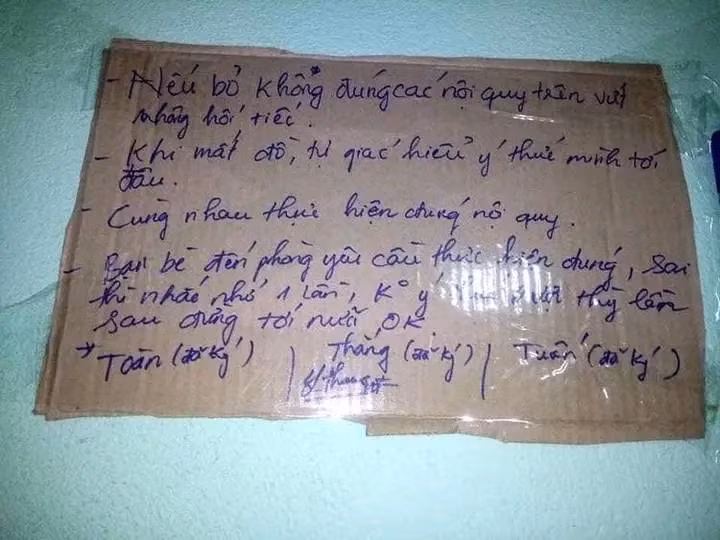 - Nếu bỏ không đúng các nội quy trên vứt
không hối tiếc.
- Khi mất đồ, tự giác hiểu ý thức mình tới
đâu.
- Cùng nhau thực hiện đúng nội quy.
- Bạn bè đến phòng yêu cầu thực hiện đúng, sai
thì nhắc nhở 1 lần, K° ý thì lần
sau đừng tới nữa, OK
→ Toàn (đã ký) | Thắng (đã ký) | Tuấn (đã ký)